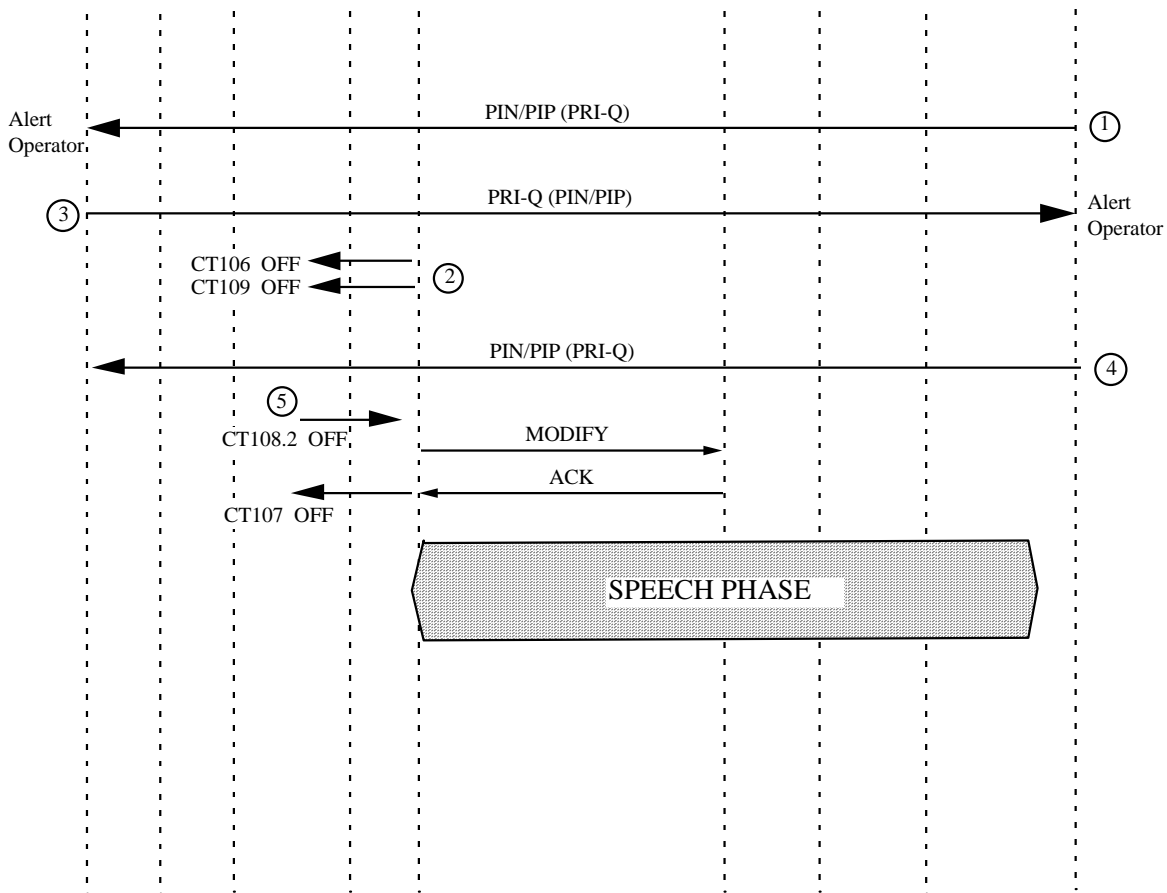 PIN/PIP (PRI-Q)
Alert
Operator
1
PRI-Q (PIN/PIP)
3
Alert
Operator
CT106 OFF
2
CT109 OFF
PIN/PIP (PRI-Q)
4
5
CT108.2 OFF
MODIFY
ACK
CT107 OFF
SPEECH PHASE